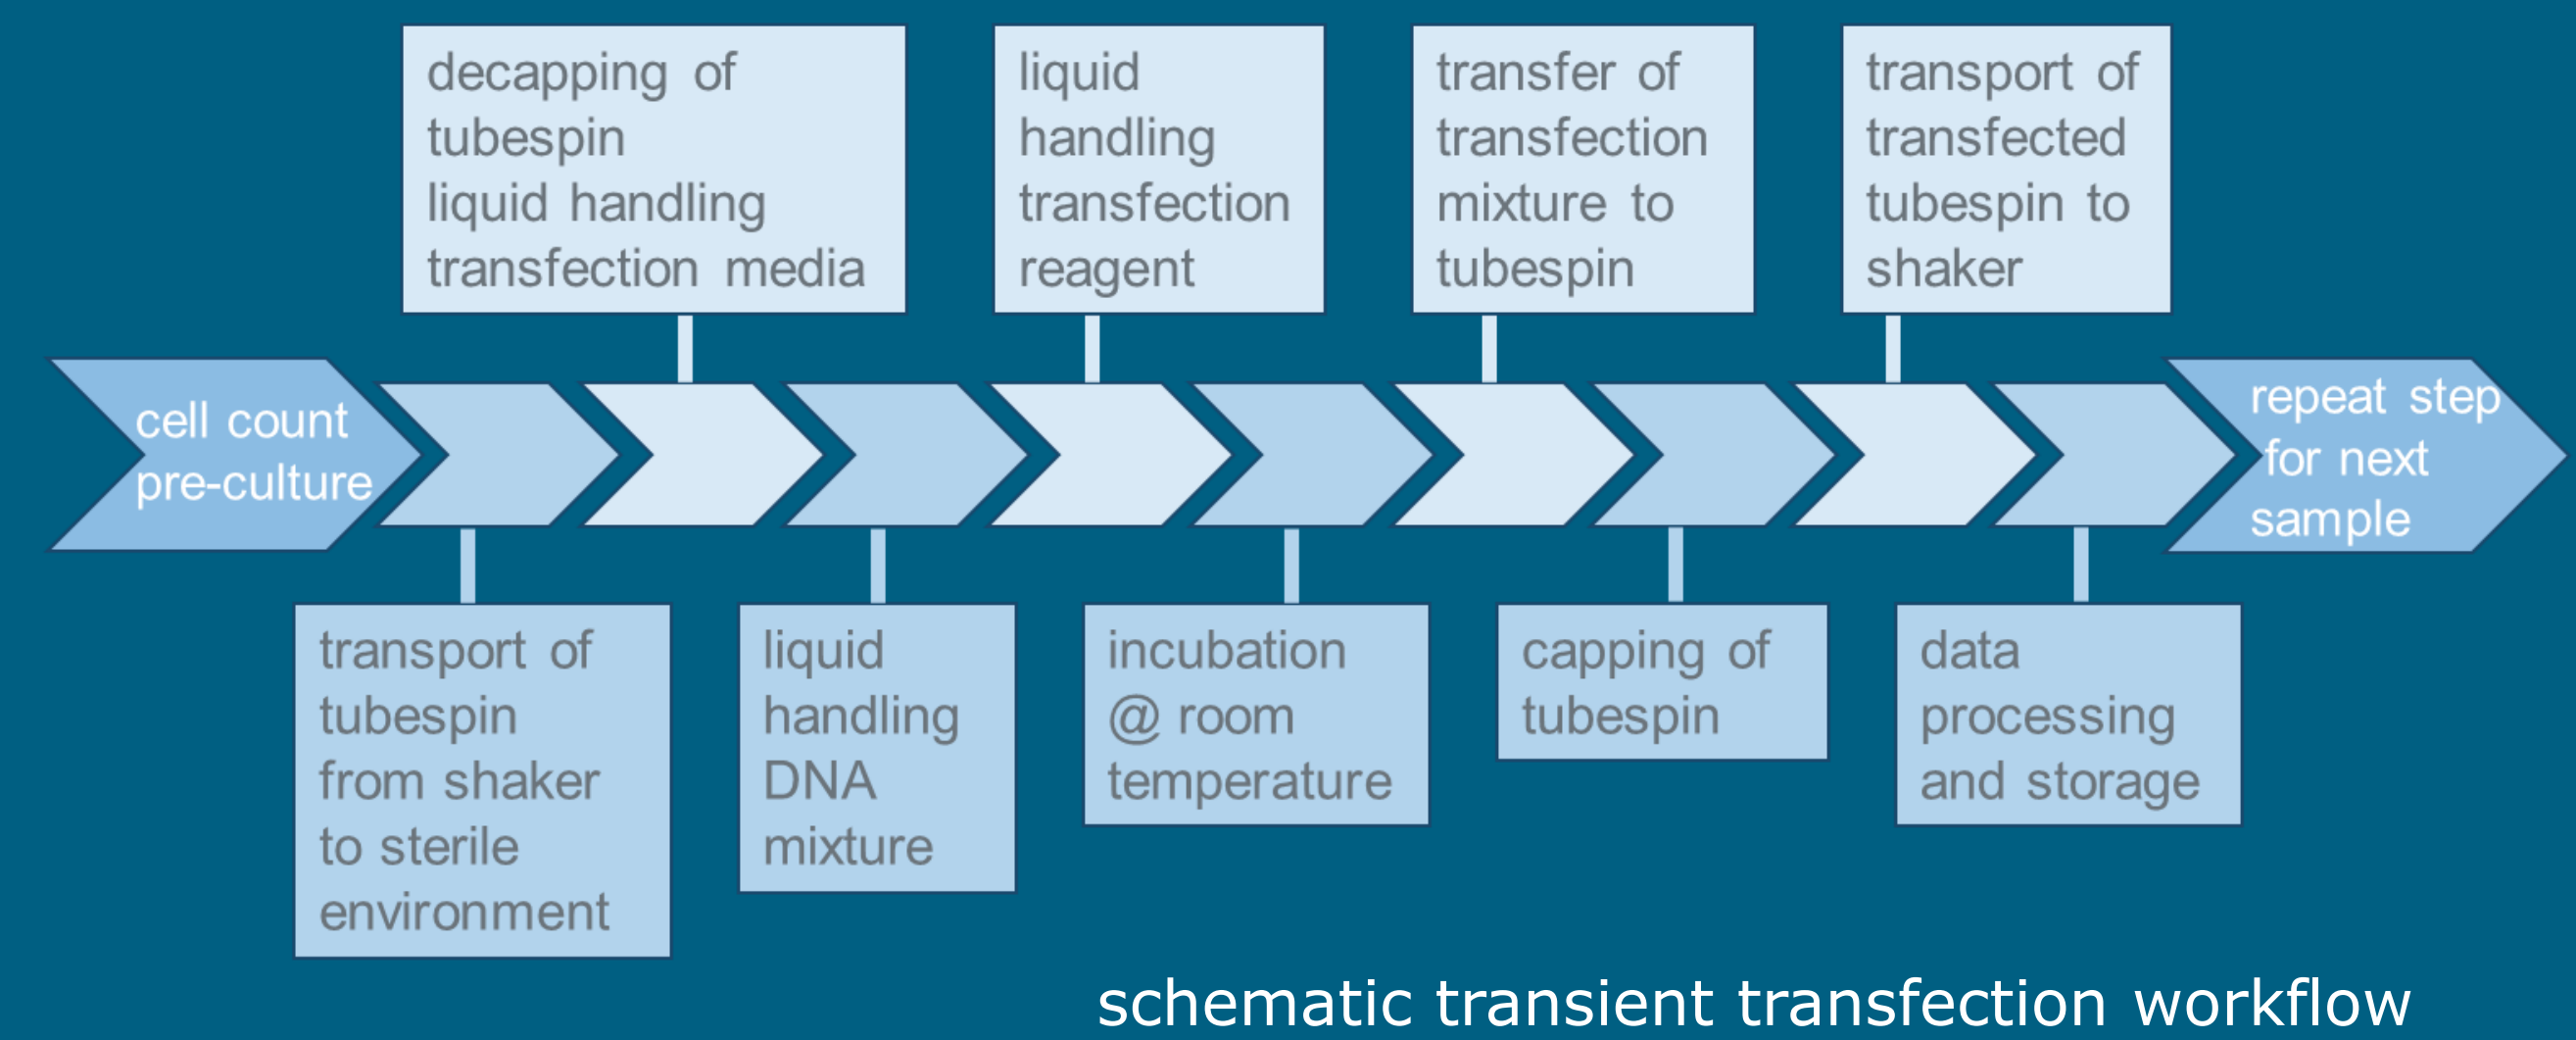 cell count
pre-culture
transport of
tubespin
from shaker
to sterile
environment
decapping of
tubespin
liquid handling
transfection media
liquid
handling
DNA
mixture
liquid
handling
transfection
reagent
incubation
@ room
temperature
transfer of
transfection
mixture to
tubespin
capping of
tubespin
transport of
transfected
tubespin to
shaker
data
processing
and storage
repeat step
for next
sample
schematic transient transfection workflow